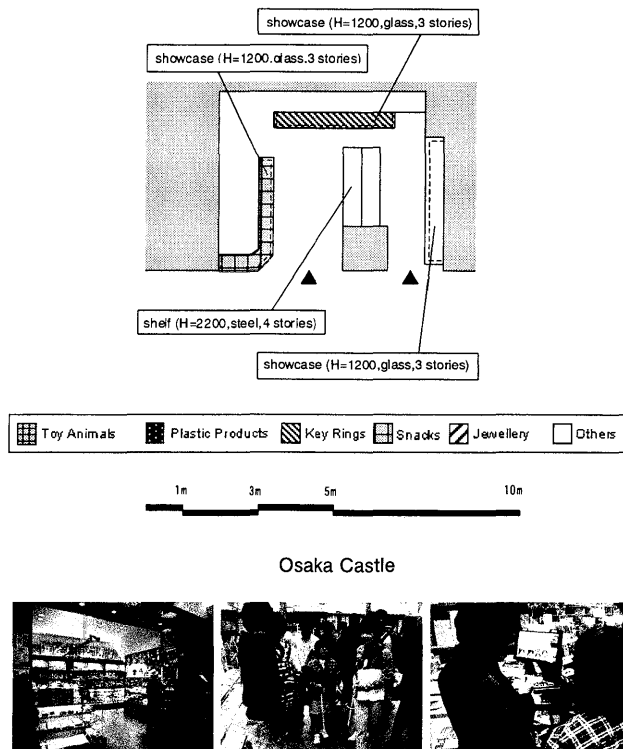 showcase (H=1200,glass,3 stories)
showcase (H=1200.glass.3 stories)
shelf (H=2200,steel,4 stories)
showcase (H=1200,glass,3 stories)
Toy Animals Plastic Products Key Rings Snacks Jewellery Others
1m 3m 5m 10m
Osaka Castle